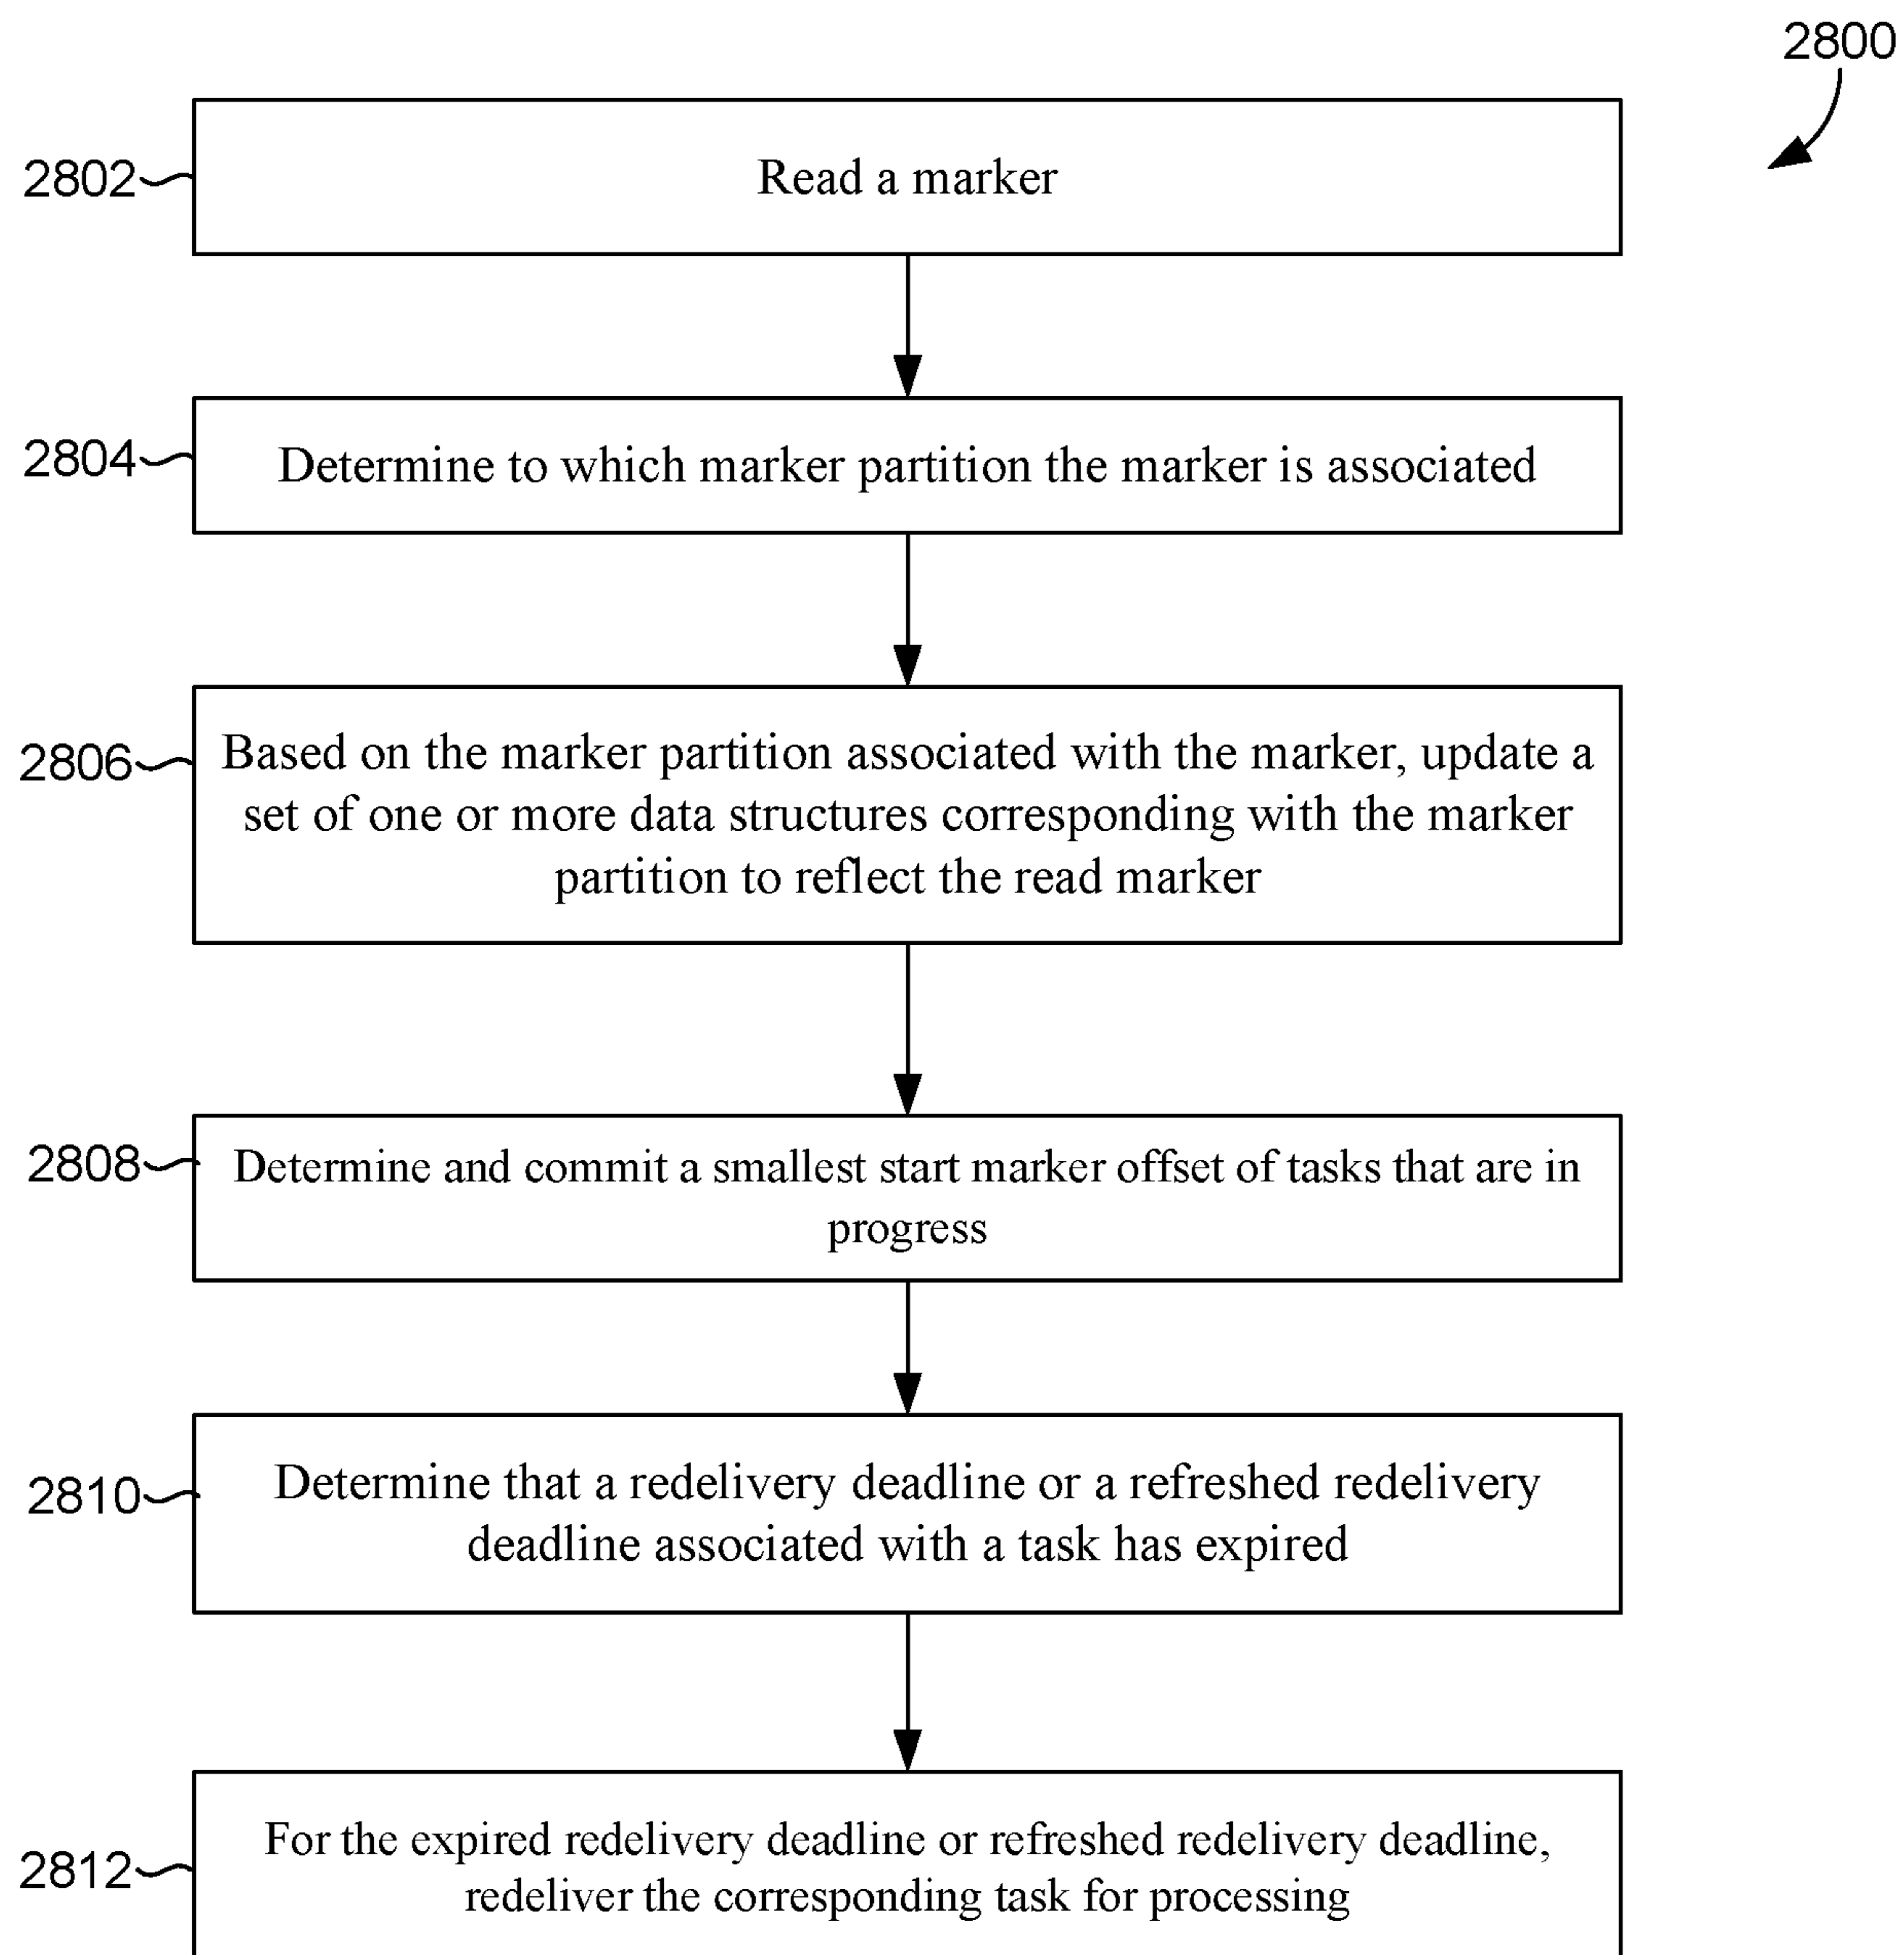 2800
2802
Read a marker
2804
Determine to which marker partition the marker is associated
2806
Based on the marker partition associated with the marker, update a
set of one or more data structures corresponding with the marker
partition to reflect the read marker
2808
Determine and commit a smallest start marker offset of tasks that are in
progress
2810
Determine that a redelivery deadline or a refreshed redelivery
deadline associated with a task has expired
2812
For the expired redelivery deadline or refreshed redelivery deadline,
redeliver the corresponding task for processing